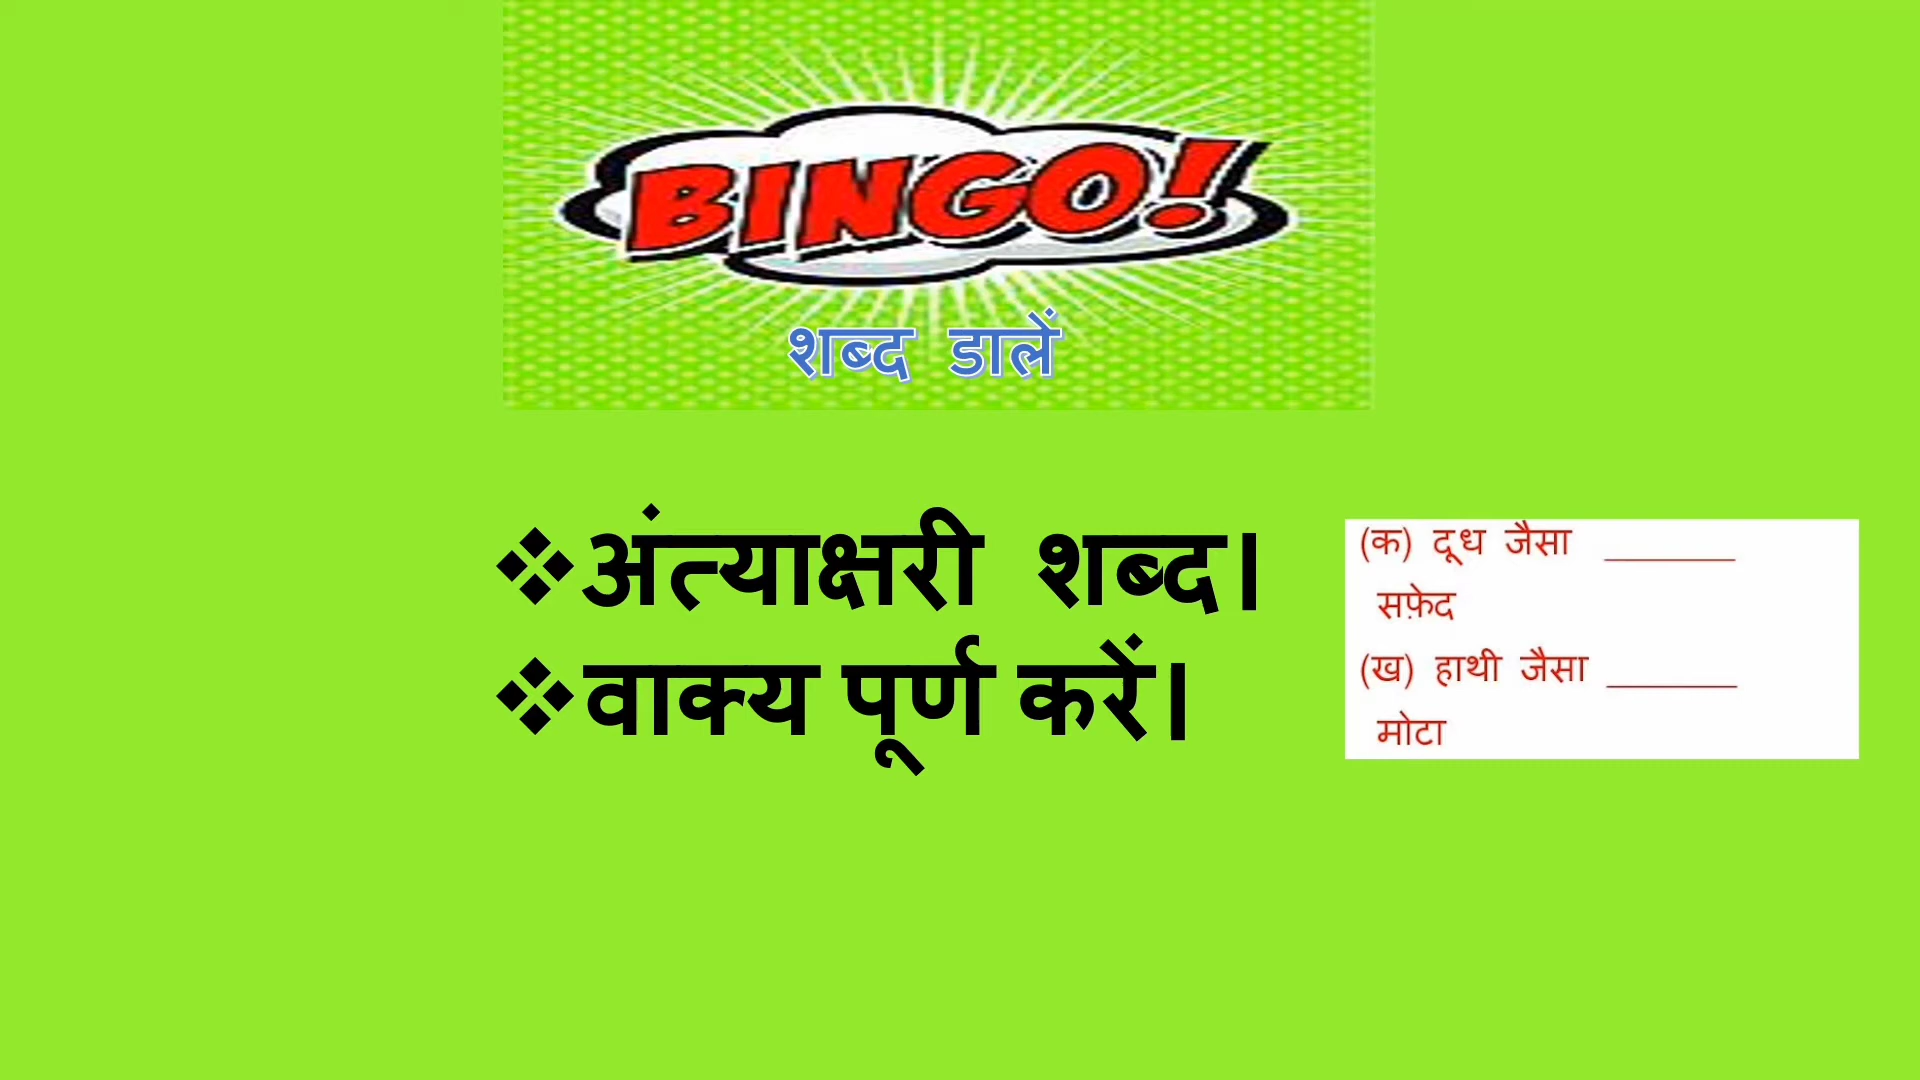 BINGO!
शब्द डालें
❖अंत्याक्षरी शब्द।
❖वाक्य पूर्ण करें।
(क) दूध जैसा ________
सफ़ेद
(ख) हाथी जैसा ________
मोटा